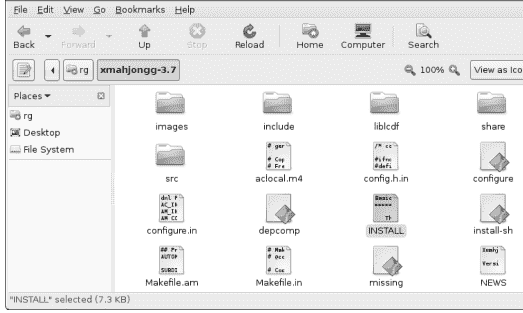 File Edit View Go Bookmarks Help
Back Forward Up Stop Reload Home Computer Search
rg xmahjongg-3.7 100% View as Ico
Places
rg
Desktop
File System
images include liblcdf share
src aclocal.m4 config.h.in configure
configure.in depcomp INSTALL install-sh
Makefile.am Makefile.in missing NEWS
"INSTALL" selected (7.3 KB)